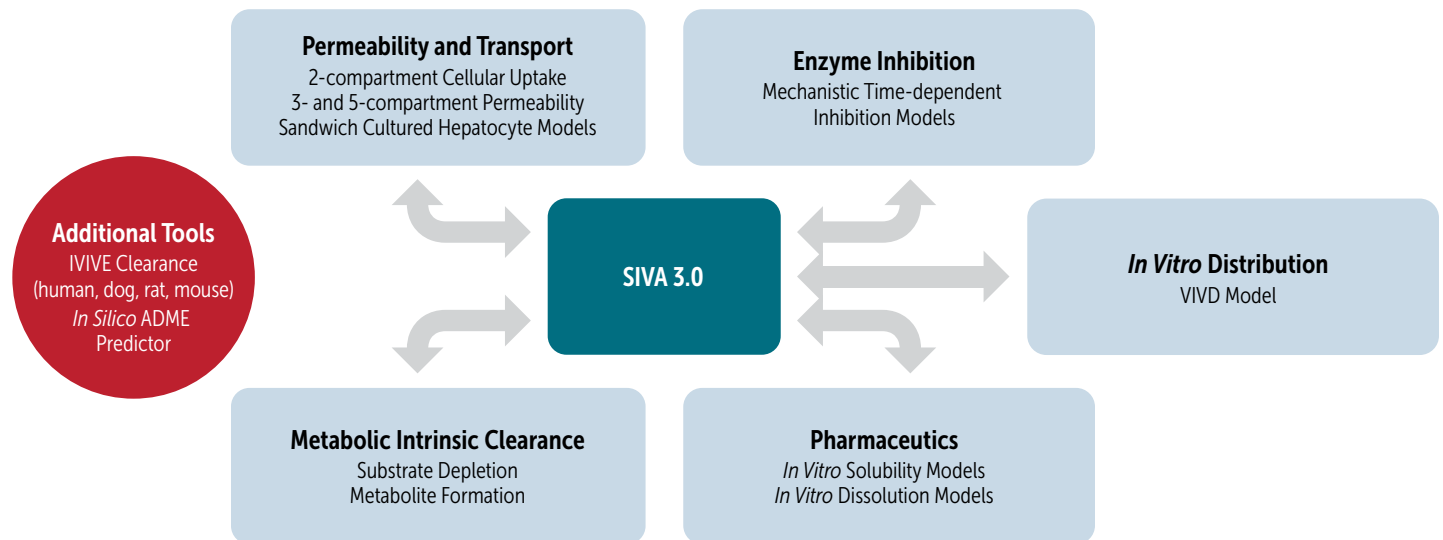 Permeability and Transport
2-compartment Cellular Uptake
3- and 5-compartment Permeability
Sandwich Cultured Hepatocyte Models
Enzyme Inhibition
Mechanistic Time-dependent
Inhibition Models
Additional Tools
IVIVE Clearance
(human, dog, rat, mouse)
In Silico ADME
Predictor
SIVA 3.0
In Vitro Distribution
VIVD Model
Metabolic Intrinsic Clearance
Substrate Depletion
Metabolite Formation
Pharmaceutics
In Vitro Solubility Models
In Vitro Dissolution Models